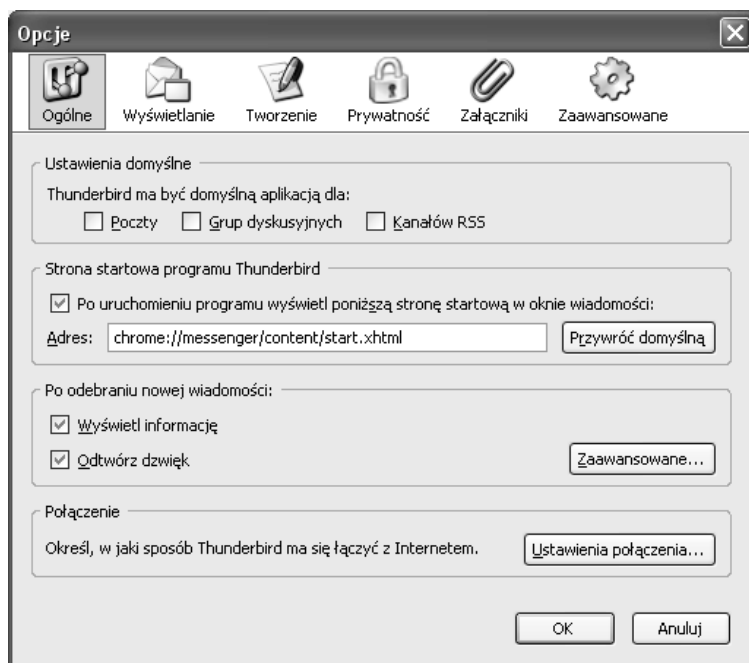 Opcje
Ogólne Wyświetlanie Tworzenie Prywatność Załączniki Zaawansowane
Ustawienia domyślne
Thunderbird ma być domyślną aplikacją dla:
Poczty Grup dyskusyjnych Kanałów RSS
Strona startowa programu Thunderbird
Po uruchomieniu programu wyświetl poniższą stronę startową w oknie wiadomości:
Adres: chrome://messenger/content/start.xhtml Przywróć domyślną
Po odebraniu nowej wiadomości:
Wyświetl informację
Odtwórz dzwięk Zaawansowane...
Połączenie
Określ, w jaki sposób Thunderbird ma się łączyć z Internetem. Ustawienia połączenia...
OK Anuluj